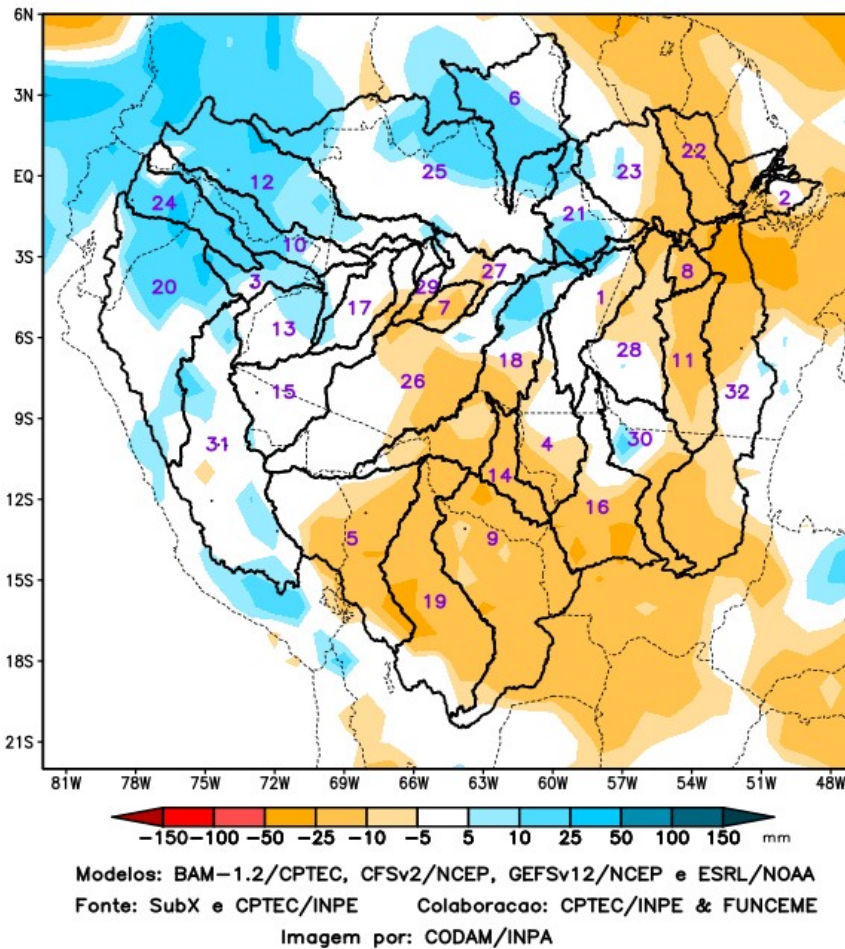 6N
6
3N
22
25
23
EQ
12
2
24
21
10
3S
27
8
3
20
29
1
17
7
13
6S
28
18
11
26
15
32
9S
30
31
4
14
12S
16
5
9
15S
19
18S
21S
81W 78W 75W 72W 69W 66W 63W 60W 57W 54W 51W 48W
-150 -100 -50 -25 -10 -5 5 10 25 50 100 150 mm
Modelos: BAM-1.2/CPTEC, CFSv2/NCEP, GEFSv12/NCEP e ESRL/NOAA
Fonte: SubX e CPTEC/INPE Colaboracao: CPTEC/INPE & FUNCEME
Imagem por: CODAM/INPA